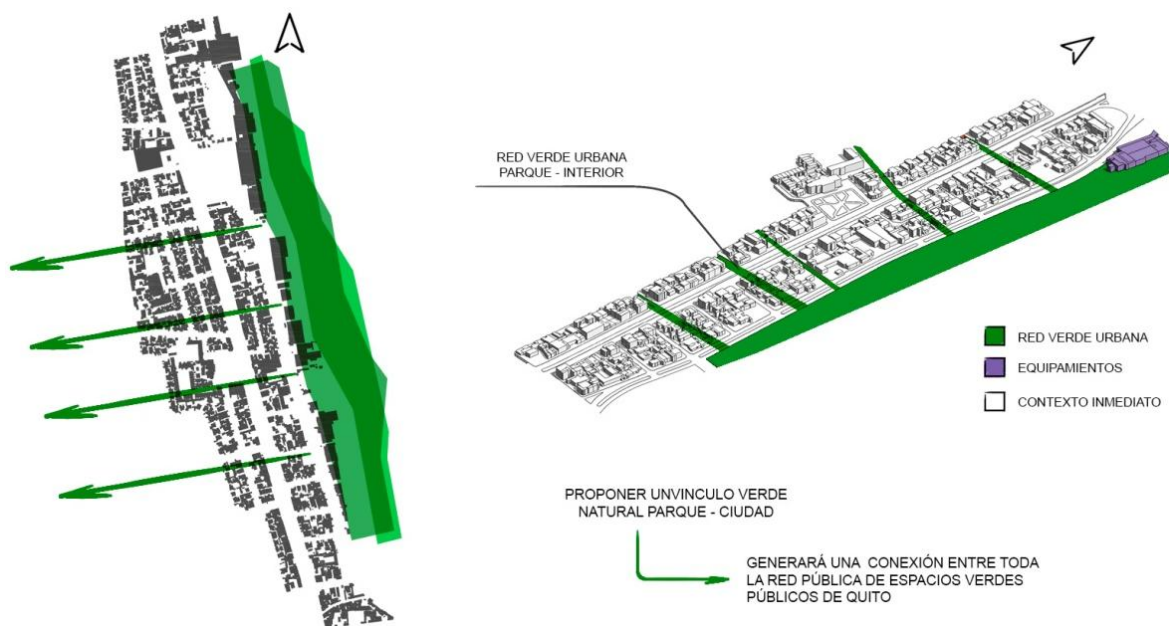 RED VERDE URBANA
PARQUE - INTERIOR
RED VERDE URBANA
EQUIPAMIENTOS
CONTEXTO INMEDIATO
PROPONER UNVINCULO VERDE
NATURAL PARQUE - CIUDAD
GENERARÁ UNA CONEXIÓN ENTRE TODA
LA RED PÚBLICA DE ESPACIOS VERDES
PÚBLICOS DE QUITO